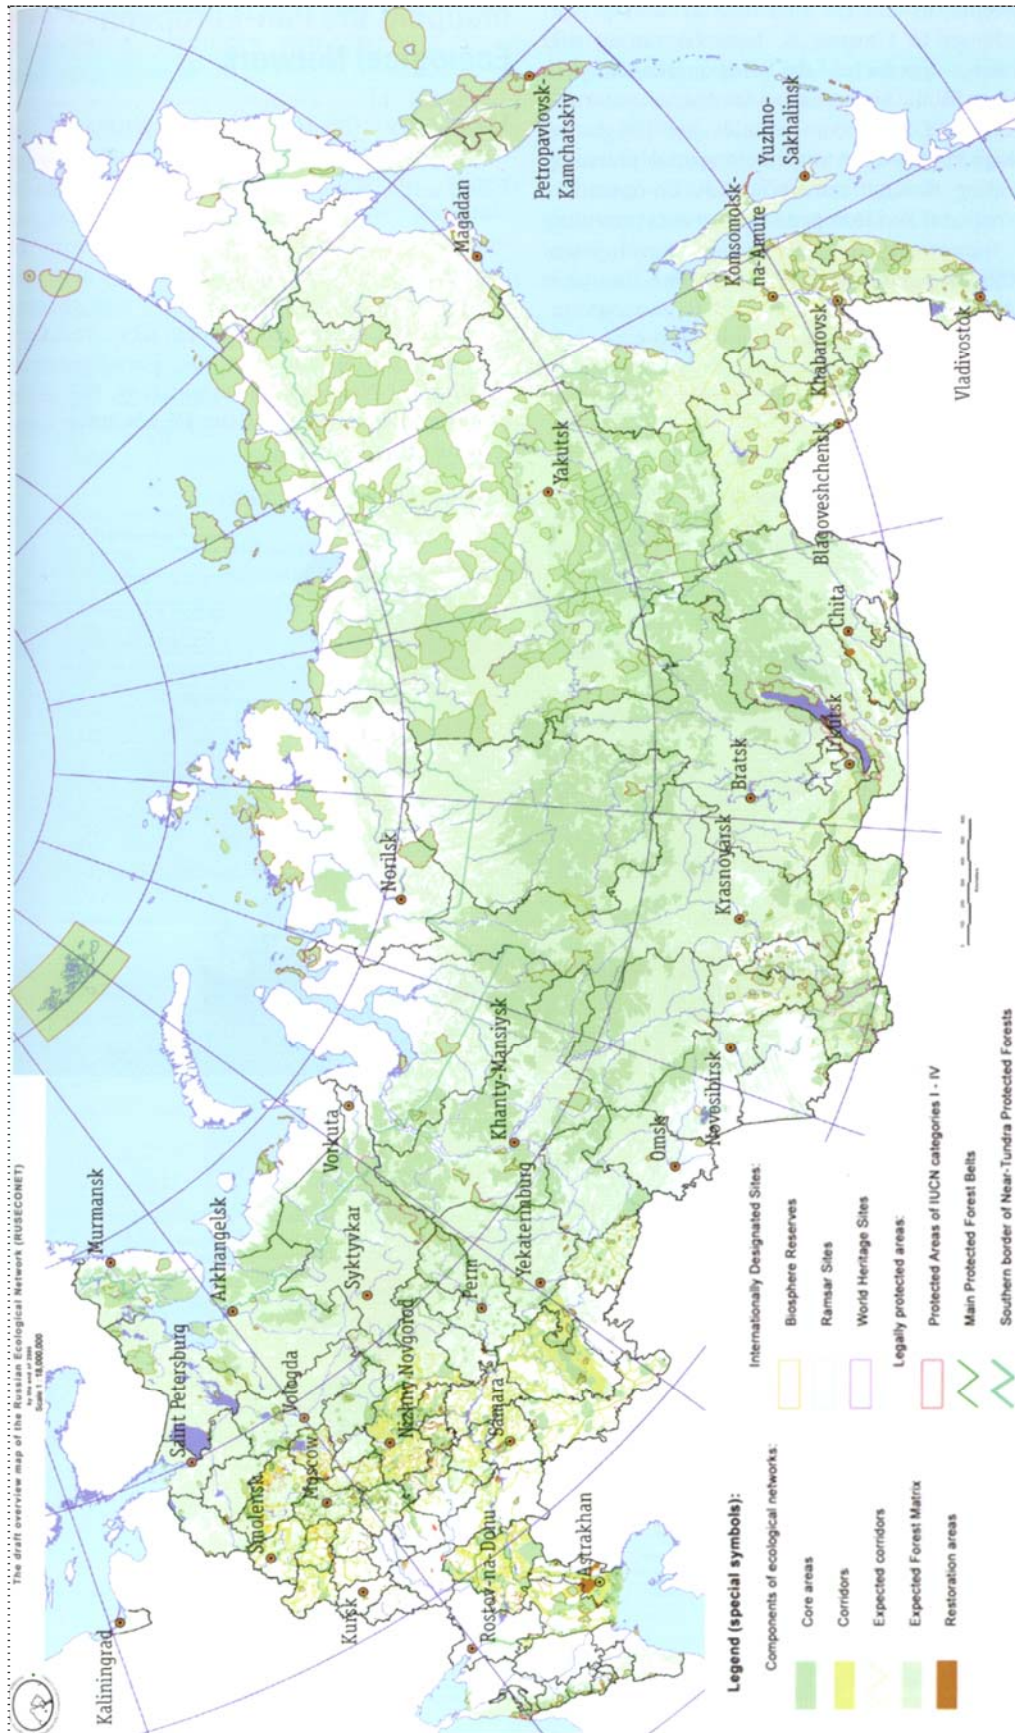 The draft overview map of the Russian Ecological Network (RUSECONET)
Scale 1 : 18,000,000
Kaliningrad
Murmansk
Saint Petersburg
Arkhangelsk
Vologda
Smolensk
Moscow
Kursk
Rostov-na-Donu
Astrakhan
Samara
Nizhny Novgorod
Syktyvkar
Perm
Vorkuta
Yekaterinburg
Khanty-Mansiysk
Omsk
Novosibirsk
Norilsk
Krasnoyarsk
Bratsk
Irkutsk
Chita
Yakutsk
Blagoveshchensk
Khabarovsk
Komsomolsk-
na-Amure
Vladivostok
Yuzhno-
Sakhalinsk
Magadan
Petropavlovsk-
Kamchatskiy
Legend (special symbols):
Components of ecological networks:
Core areas
Corridors
Expected corridors
Expected Forest Matrix
Restoration areas
Internationally Designated Sites:
Biosphere Reserves
Ramsar Sites
World Heritage Sites
Legally protected areas:
Protected Areas of IUCN categories I - IV
Main Protected Forest Belts
Southern border of Near-Tundra Protected Forests